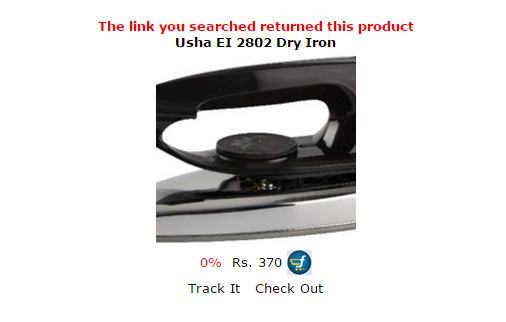 The link you searched returned this product
Usha EI 2802 Dry Iron
0% Rs. 370
Track It Check Out